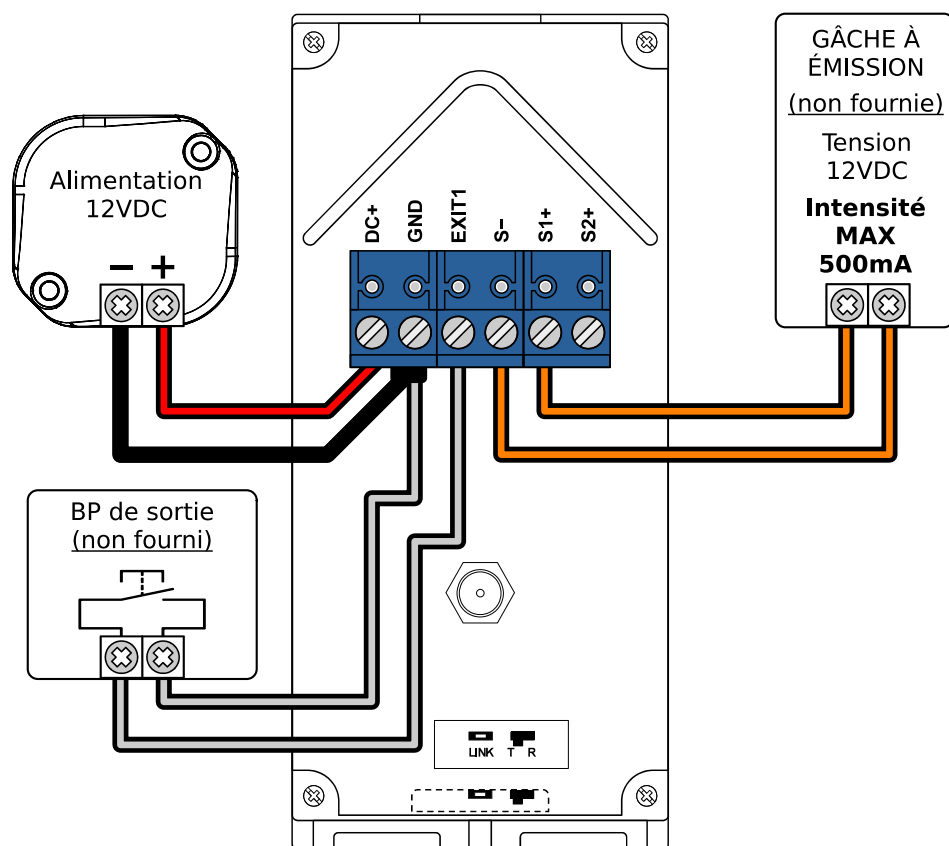 Alimentation
12VDC
− +
DC+
GND
EXIT1
S−
S1+
S2+
GÂCHE À
ÉMISSION
(non fournie)
Tension
12VDC
Intensité
MAX
500mA
BP de sortie
(non fourni)
LINK T R